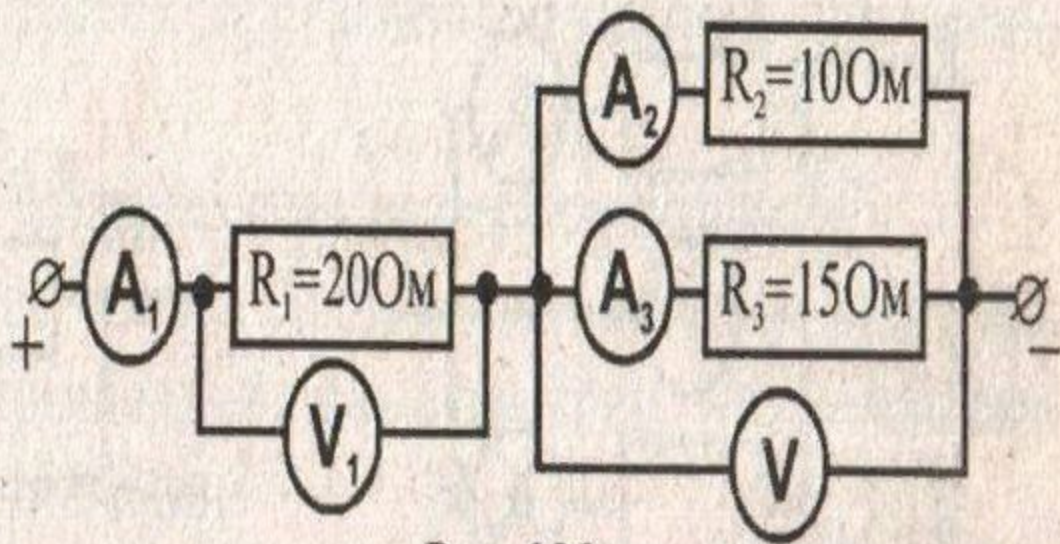 A₂
R₂=10Ом
+
A₁
R₁=20Ом
A₃
R₃=15Ом
−
V₁
V